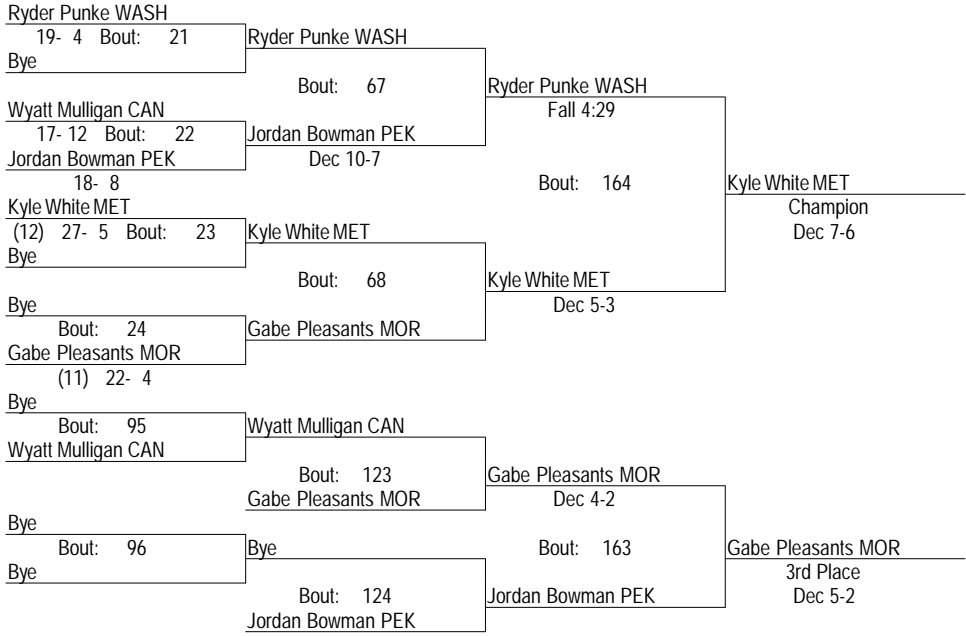 Ryder Punke WASH
19- 4 Bout: 21
Ryder Punke WASH
Bye
Bout: 67
Ryder Punke WASH
Wyatt Mulligan CAN
Fall 4:29
17- 12 Bout: 22
Jordan Bowman PEK
Jordan Bowman PEK
Dec 10-7
18- 8
Bout: 164
Kyle White MET
Kyle White MET
Champion
(12) 27- 5 Bout: 23
Kyle White MET
Dec 7-6
Bye
Bout: 68
Kyle White MET
Bye
Dec 5-3
Bout: 24
Gabe Pleasants MOR
Gabe Pleasants MOR
(11) 22- 4
Bye
Bout: 95
Wyatt Mulligan CAN
Wyatt Mulligan CAN
Bout: 123
Gabe Pleasants MOR
Gabe Pleasants MOR
Dec 4-2
Bye
Bout: 96
Bye
Bout: 163
Gabe Pleasants MOR
Bye
3rd Place
Bout: 124
Jordan Bowman PEK
Dec 5-2
Jordan Bowman PEK